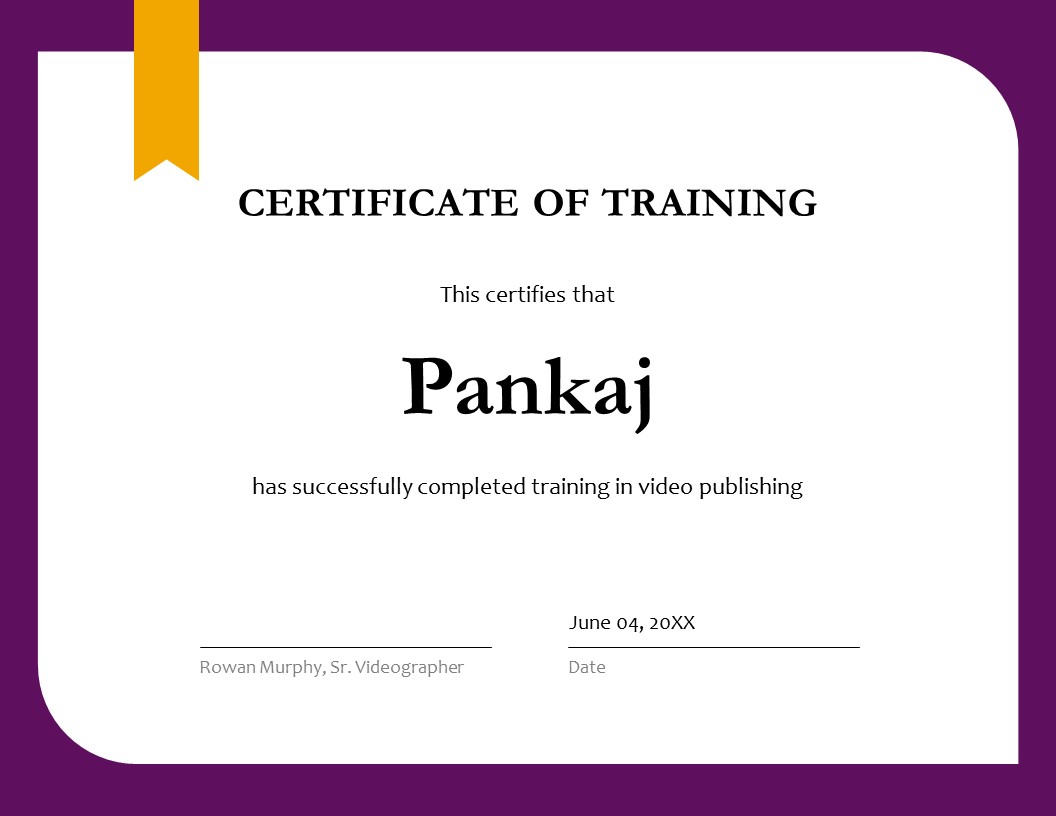 CERTIFICATE OF TRAINING
This certifies that
Pankaj
has successfully completed training in video publishing
June 04, 20XX
Rowan Murphy, Sr. Videographer
Date